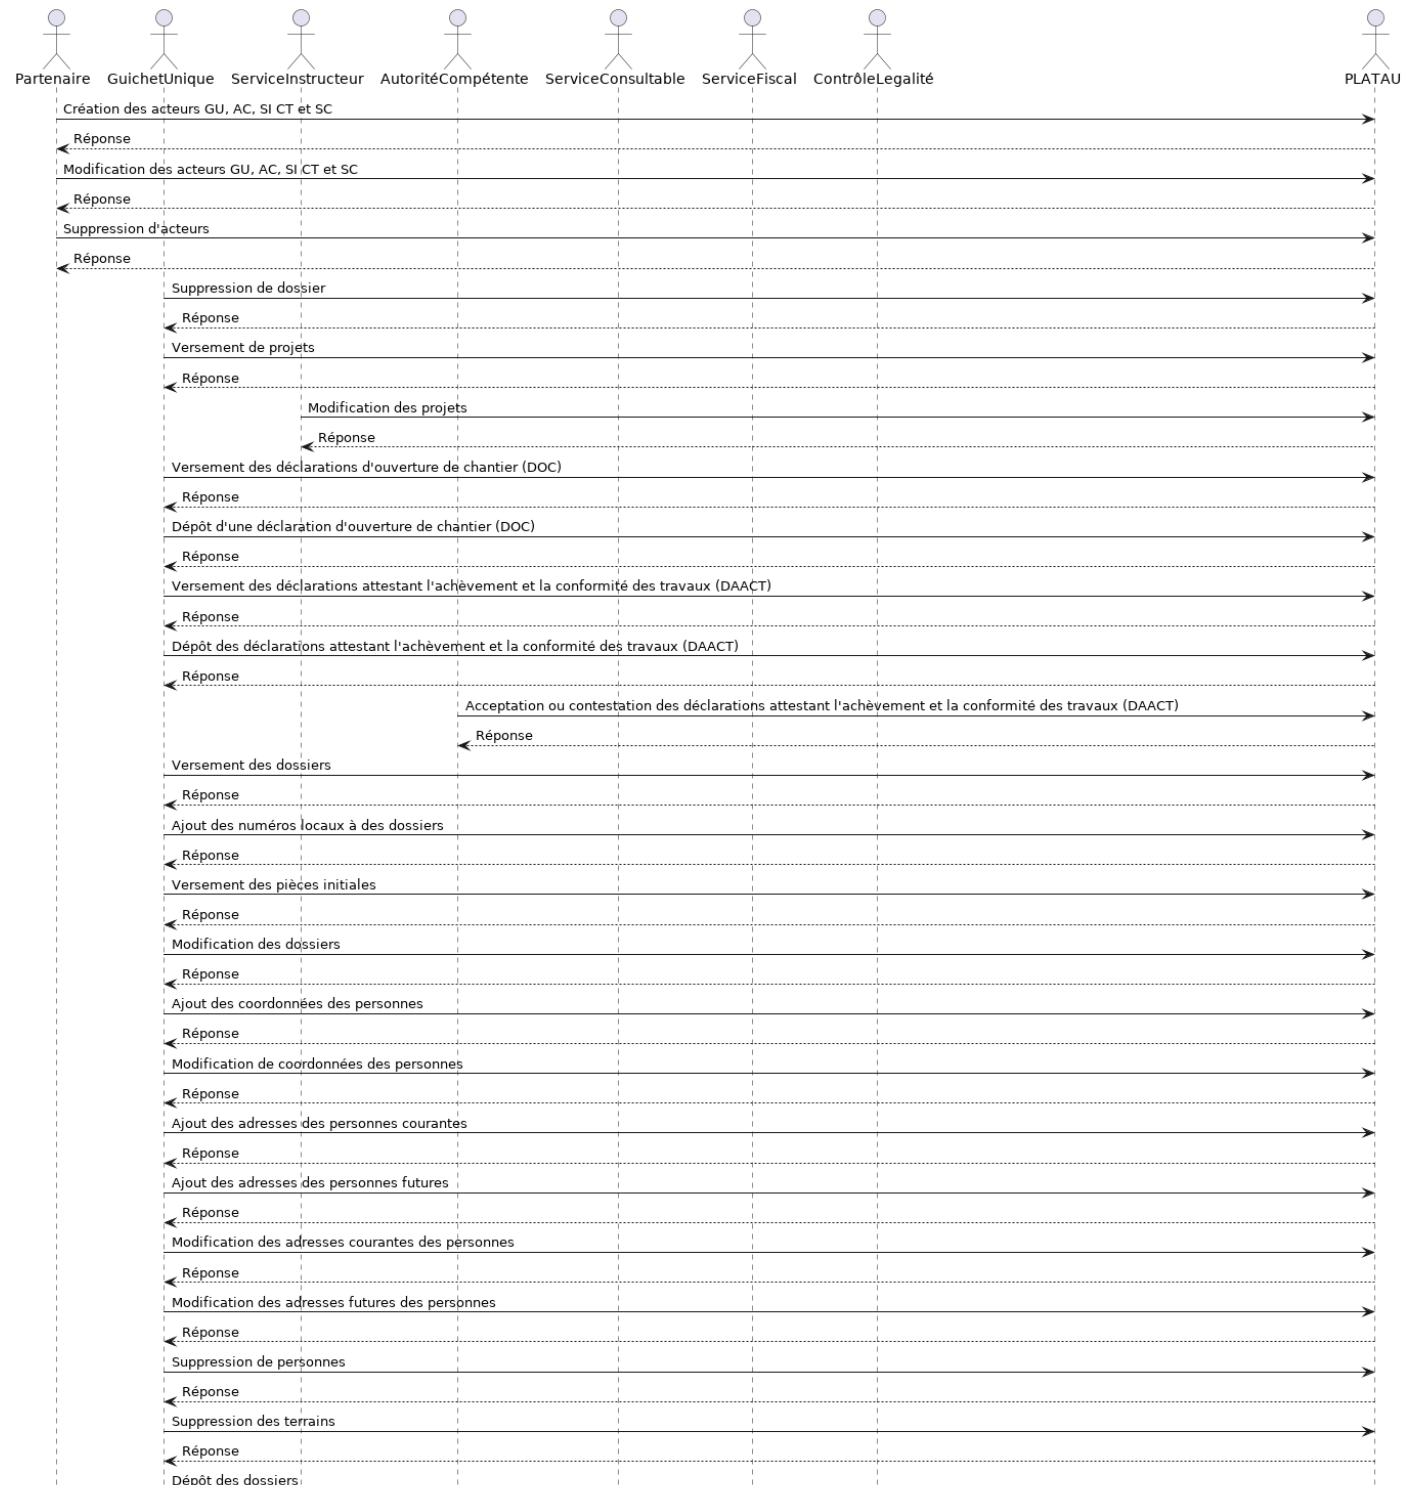 Partenaire GuichetUnique ServiceInstructeur AutoritéCompétente ServiceConsultable ServiceFiscal ContrôleLegalité PLATAU
Création des acteurs GU, AC, SI CT et SC
Réponse
Modification des acteurs GU, AC, SI CT et SC
Réponse
Suppression d'acteurs
Réponse
Suppression de dossier
Réponse
Versement de projets
Réponse
Modification des projets
Réponse
Versement des déclarations d'ouverture de chantier (DOC)
Réponse
Dépôt d'une déclaration d'ouverture de chantier (DOC)
Réponse
Versement des déclarations attestant l'achèvement et la conformité des travaux (DAACT)
Réponse
Dépôt des déclarations attestant l'achèvement et la conformité des travaux (DAACT)
Réponse
Acceptation ou contestation des déclarations attestant l'achèvement et la conformité des travaux (DAACT)
Réponse
Versement des dossiers
Réponse
Ajout des numéros locaux à des dossiers
Réponse
Versement des pièces initiales
Réponse
Modification des dossiers
Réponse
Ajout des coordonnées des personnes
Réponse
Modification de coordonnées des personnes
Réponse
Ajout des adresses des personnes courantes
Réponse
Ajout des adresses des personnes futures
Réponse
Modification des adresses courantes des personnes
Réponse
Modification des adresses futures des personnes
Réponse
Suppression de personnes
Réponse
Suppression des terrains
Réponse
Dépôt des dossiers